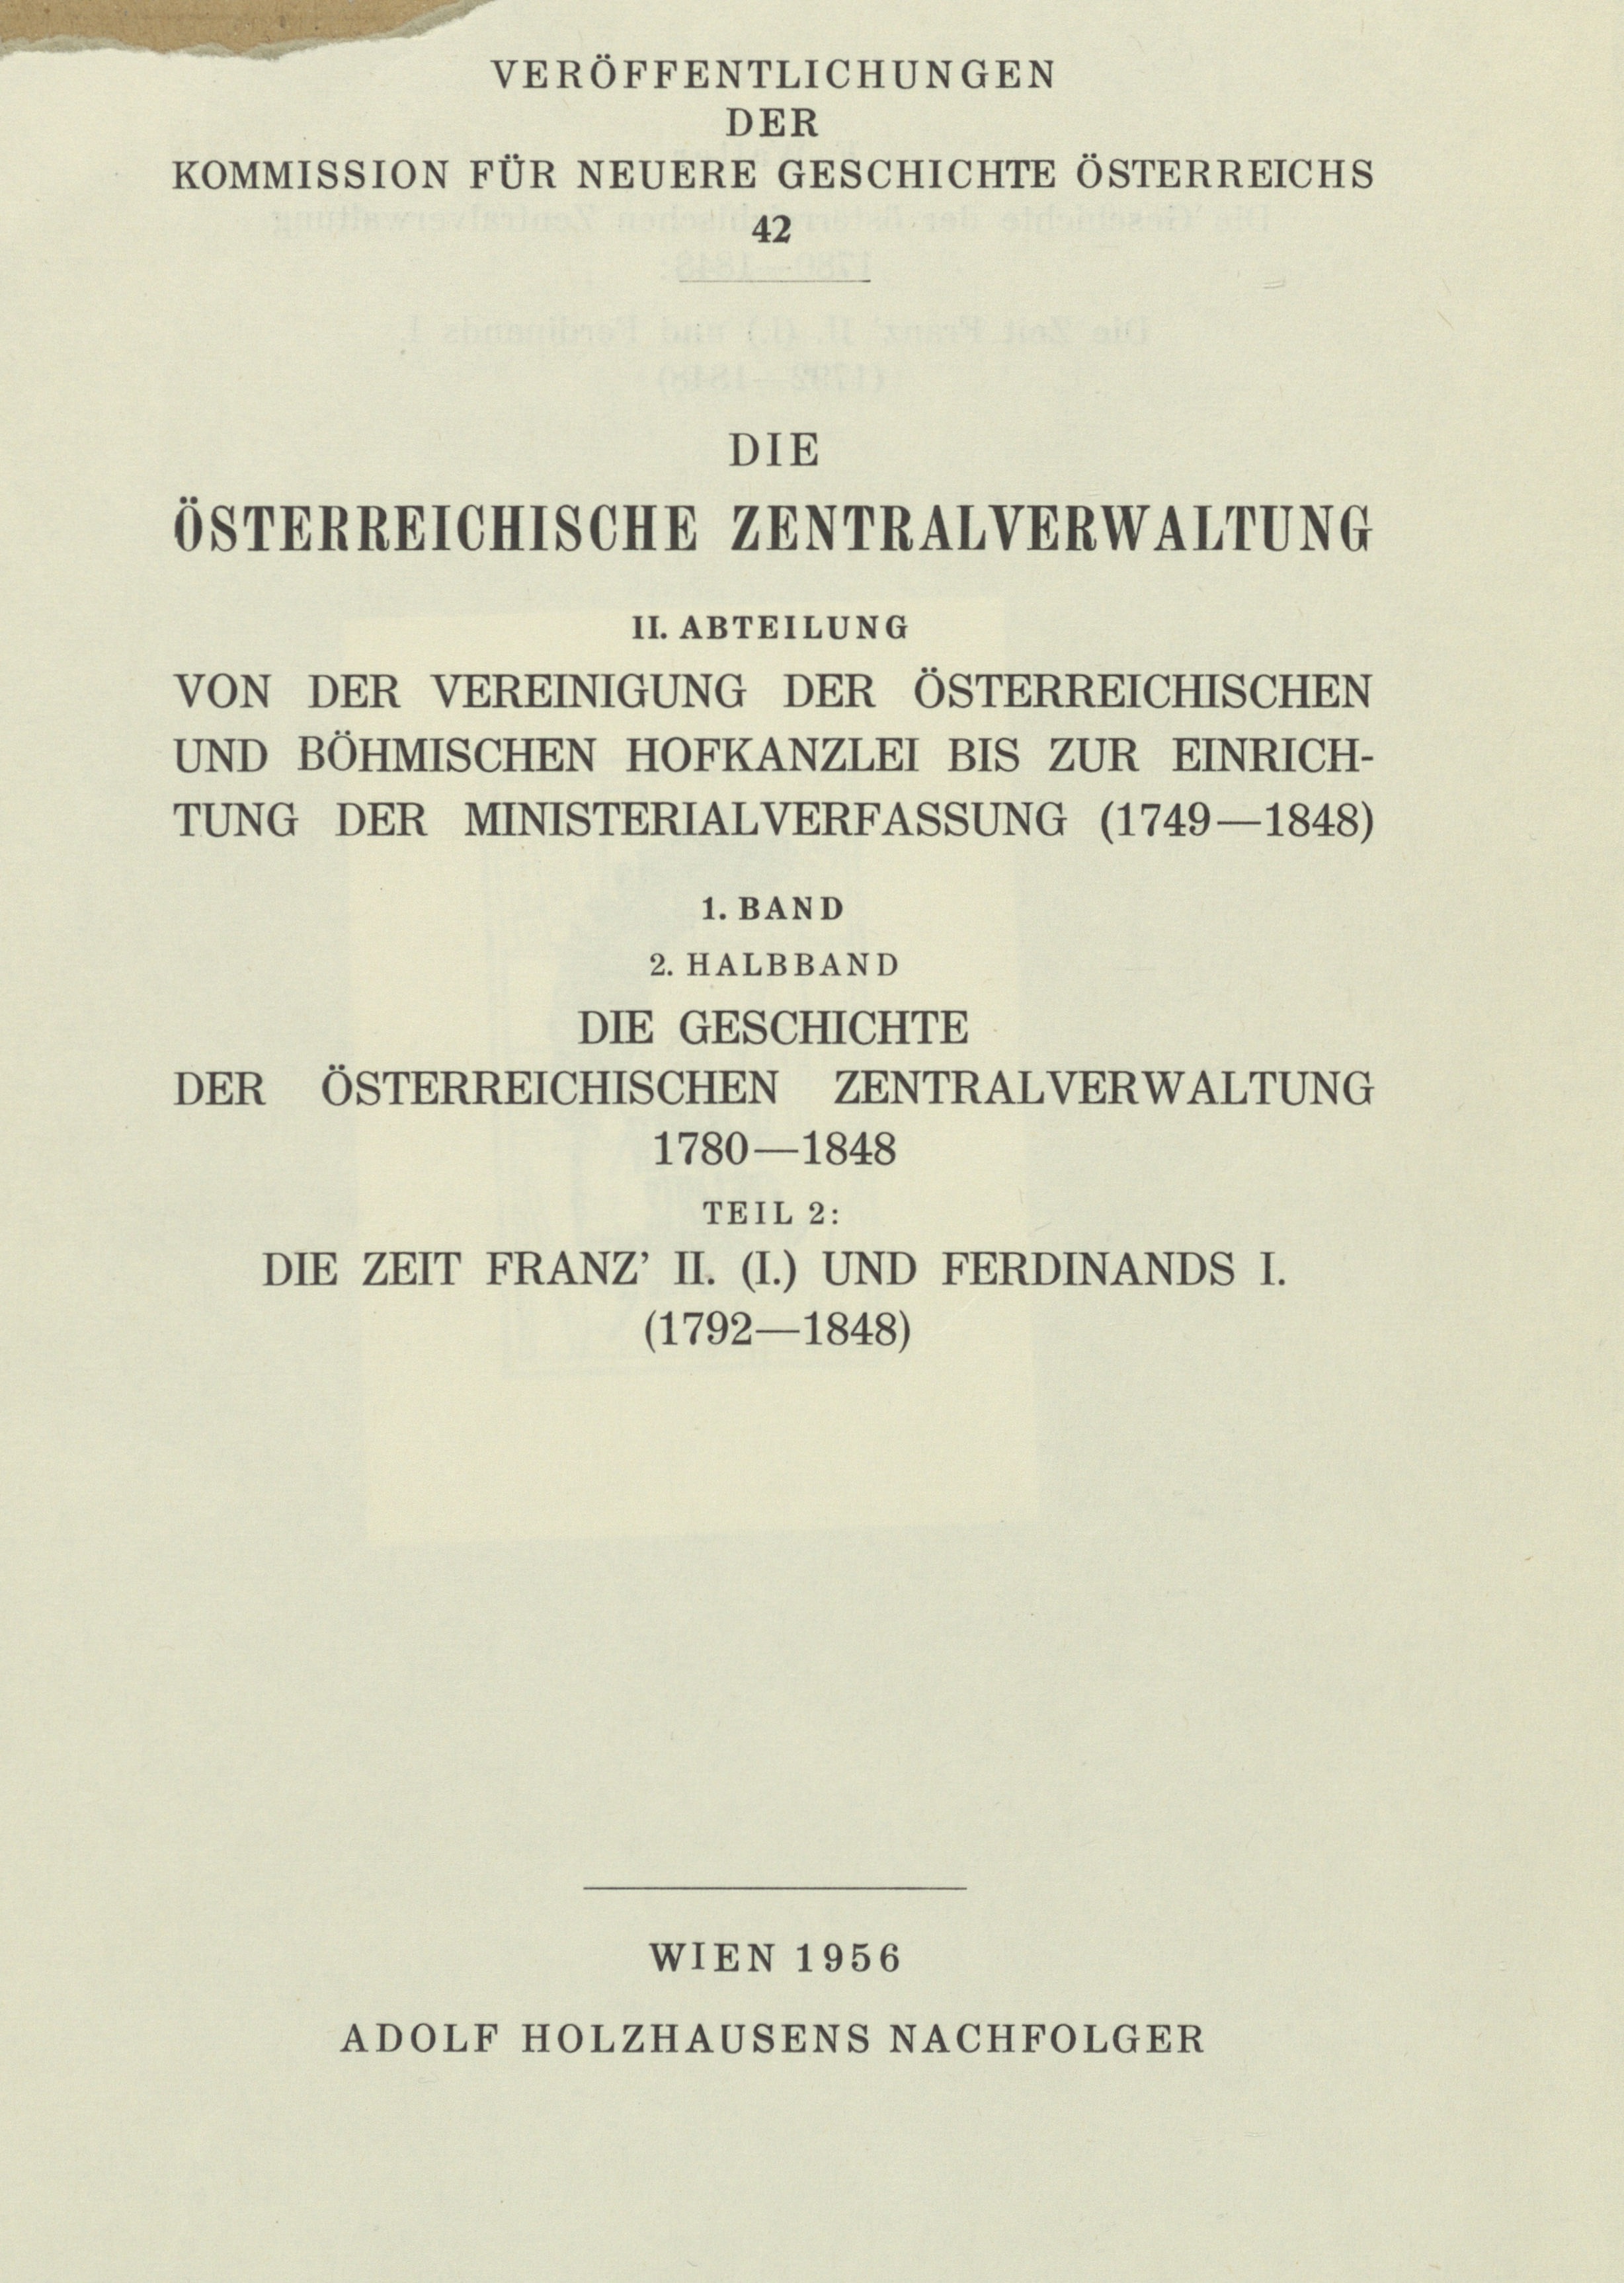 VERÖFFENTLICHUNGEN
DER
KOMMISSION FÜR NEUERE GESCHICHTE ÖSTERREICHS
42
DIE
ÖSTERREICHISCHE ZENTRALVERWALTUNG
II. ABTEILUNG
VON DER VEREINIGUNG DER ÖSTERREICHISCHEN
UND BÖHMISCHEN HOFKANZLEI BIS ZUR EINRICH-
TUNG DER MINISTERIALVERFASSUNG (1749—1848)
1. BAND
2. HALBBAND
DIE GESCHICHTE
DER ÖSTERREICHISCHEN ZENTRALVERWALTUNG
1780—1848
TEIL 2:
DIE ZEIT FRANZ’ II. (I.) UND FERDINANDS I.
(1792—1848)
WIEN 1956
ADOLF HOLZHAUSENS NACHFOLGER